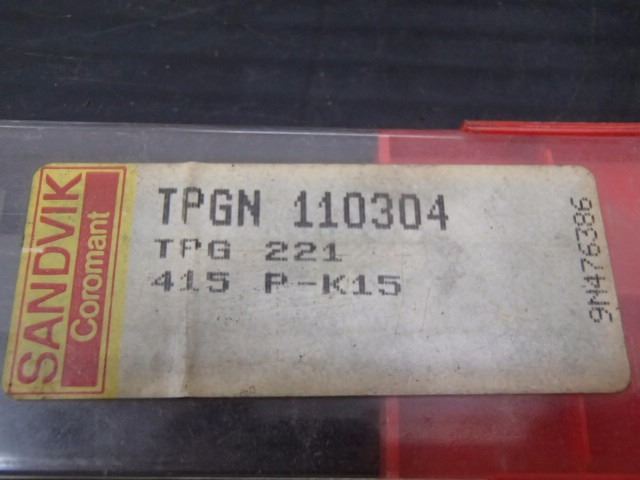 SANDVIK
Coromant
TPGN 110304
TPG 221
415 P-K15
9N476386